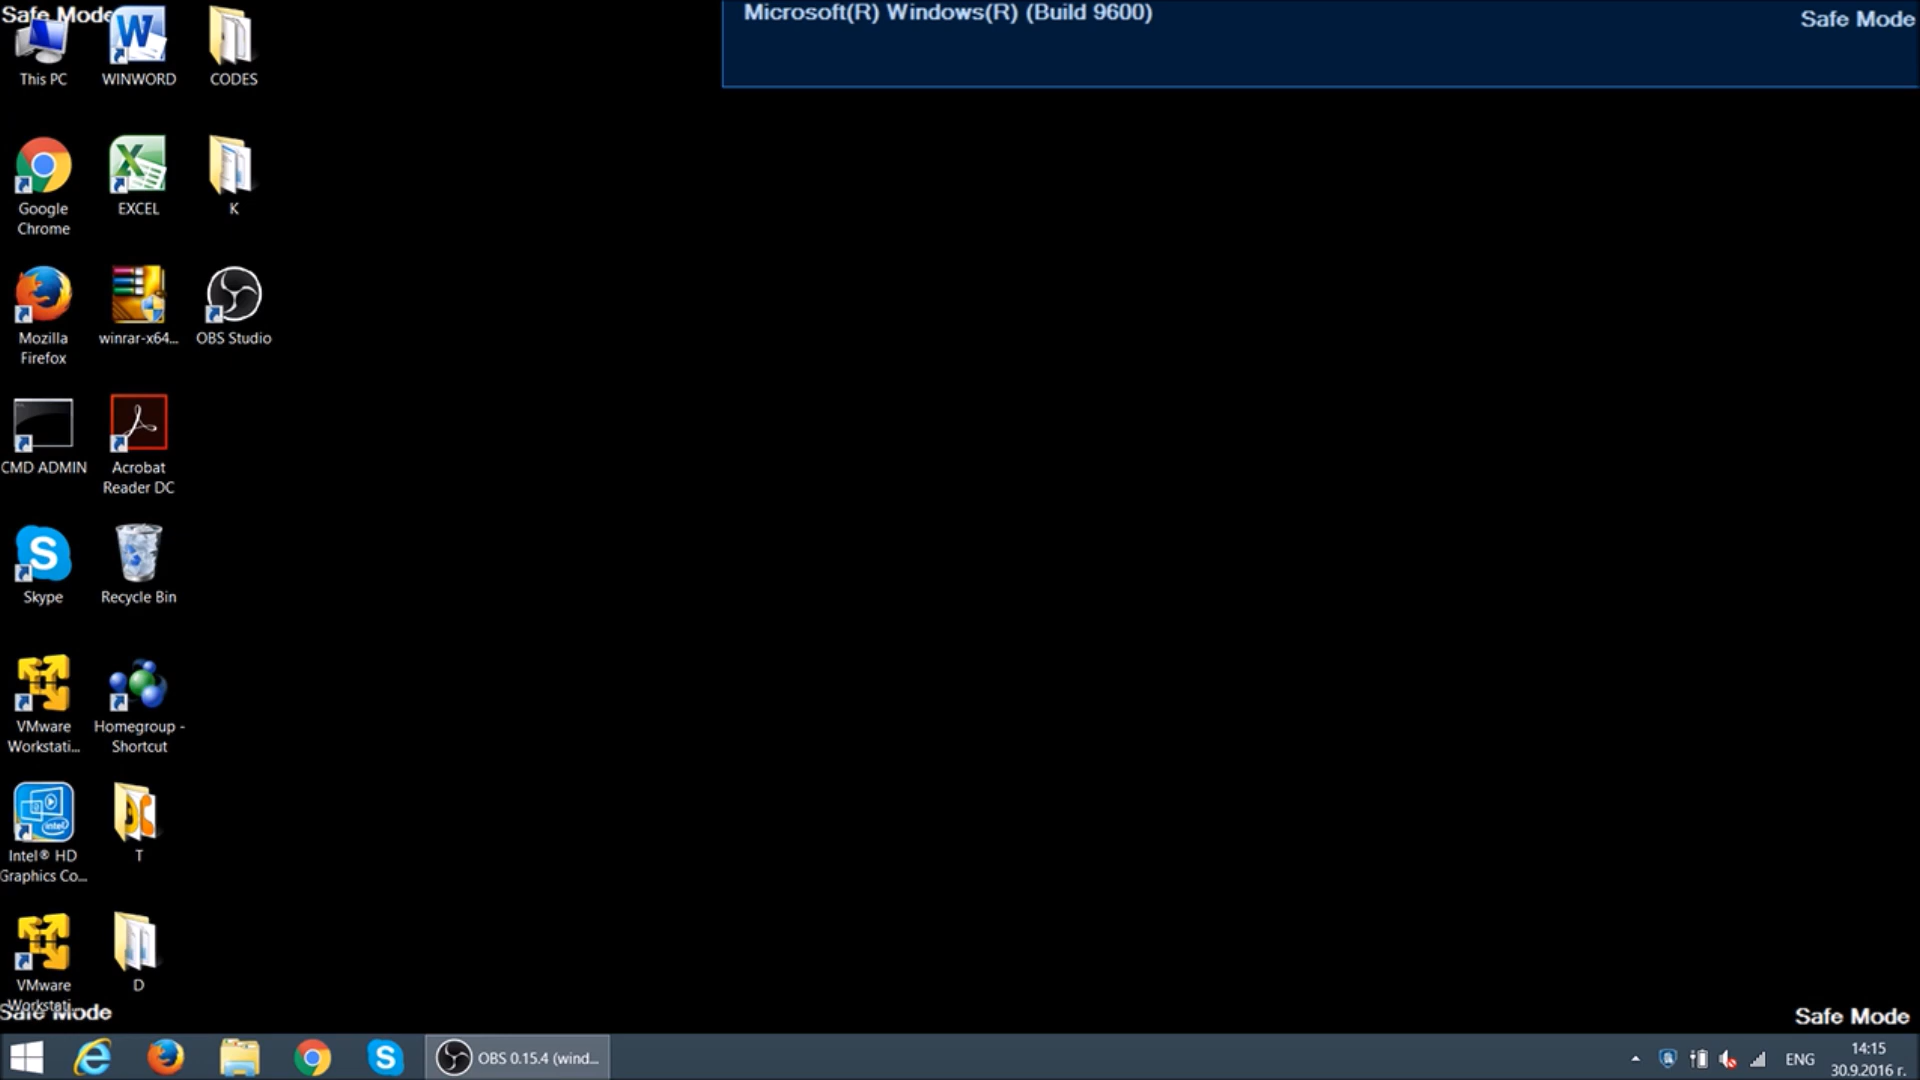 Safe Mode
Microsoft(R) Windows(R) (Build 9600)
Safe Mode
This PC
WINWORD
CODES
Google
Chrome
EXCEL
K
Mozilla
Firefox
winrar-x64...
OBS Studio
CMD ADMIN
Acrobat
Reader DC
Skype
Recycle Bin
VMware
Workstati...
Homegroup -
Shortcut
Intel® HD
Graphics Co...
T
VMware
Workstati...
D
Safe Mode
Safe Mode
OBS 0.15.4 (wind...
ENG
14:15
30.9.2016 г.